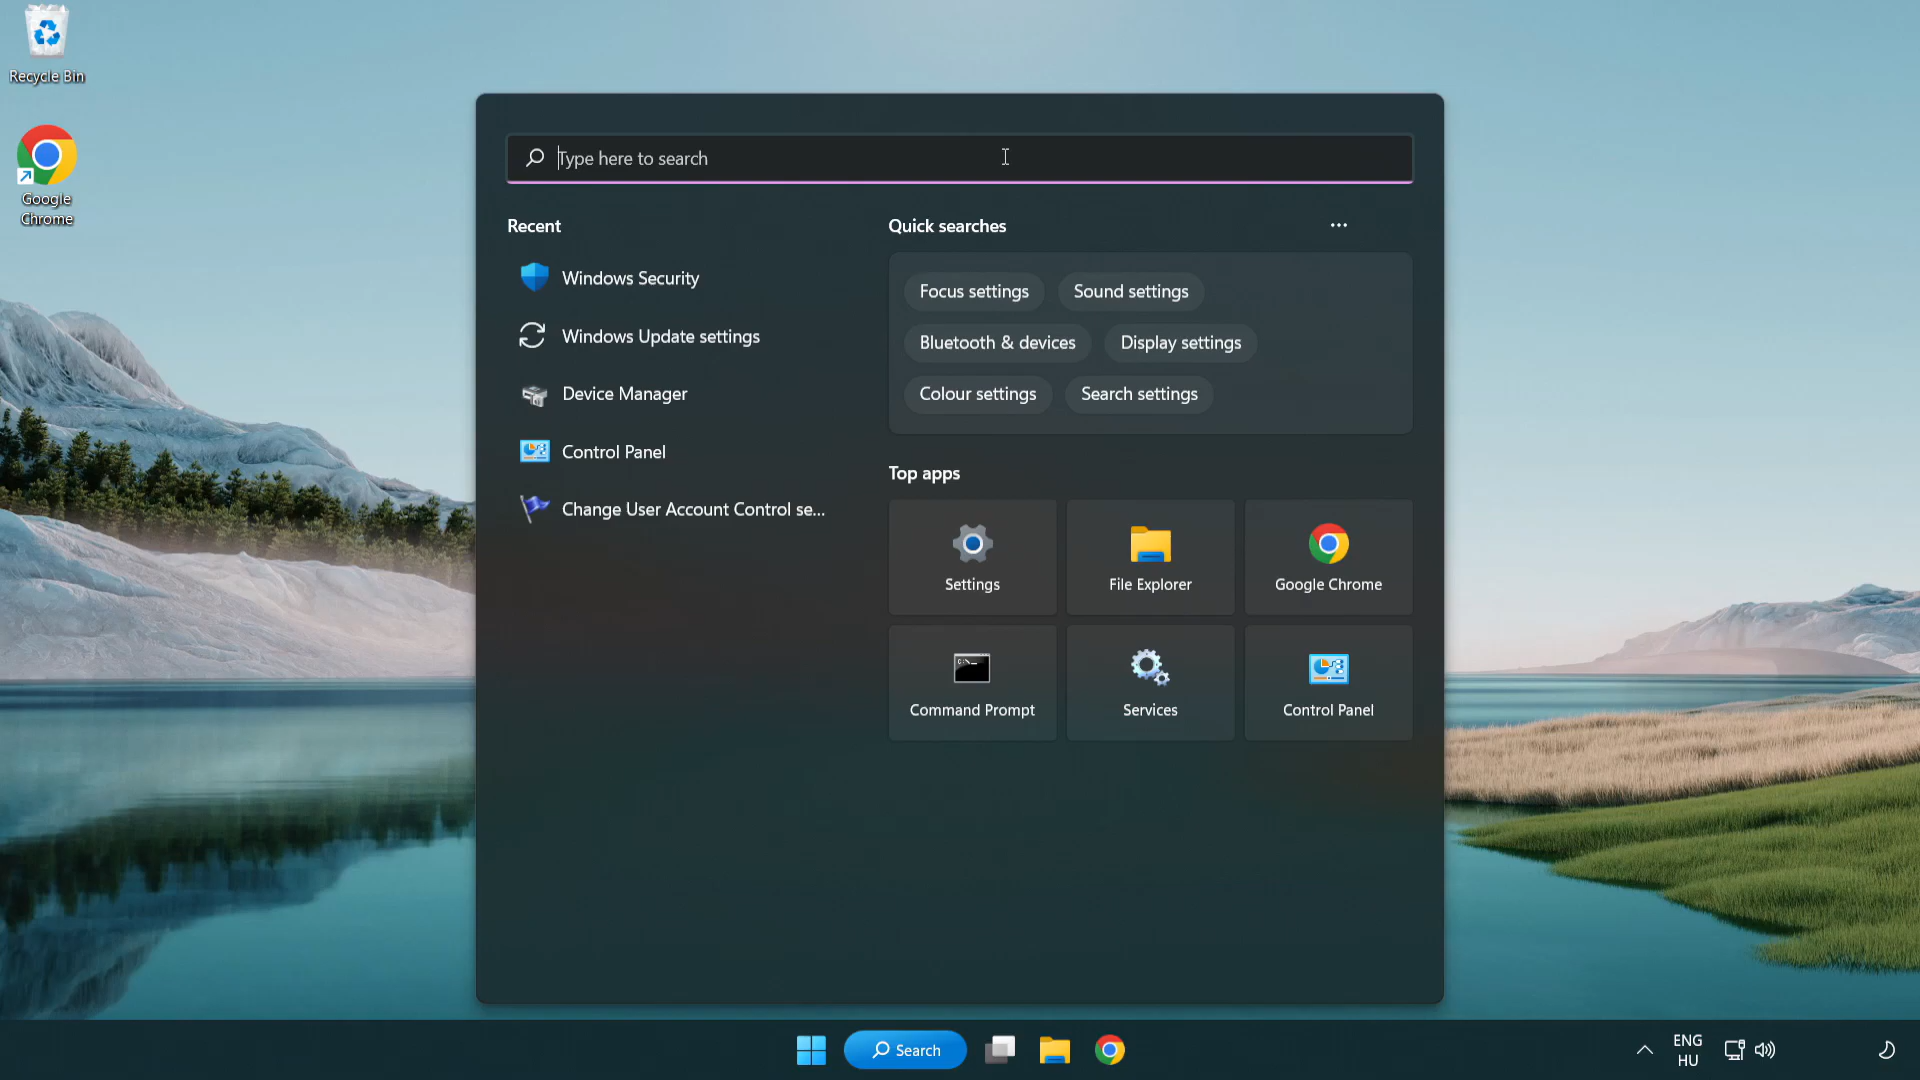 Recycle Bin
Google
Chrome
Type here to search
Recent
Windows Security
Windows Update settings
Device Manager
Control Panel
Change User Account Control se...
Quick searches
Focus settings
Sound settings
Bluetooth & devices
Display settings
Colour settings
Search settings
Top apps
Settings
File Explorer
Google Chrome
Command Prompt
Services
Control Panel
Search
ENG
HU